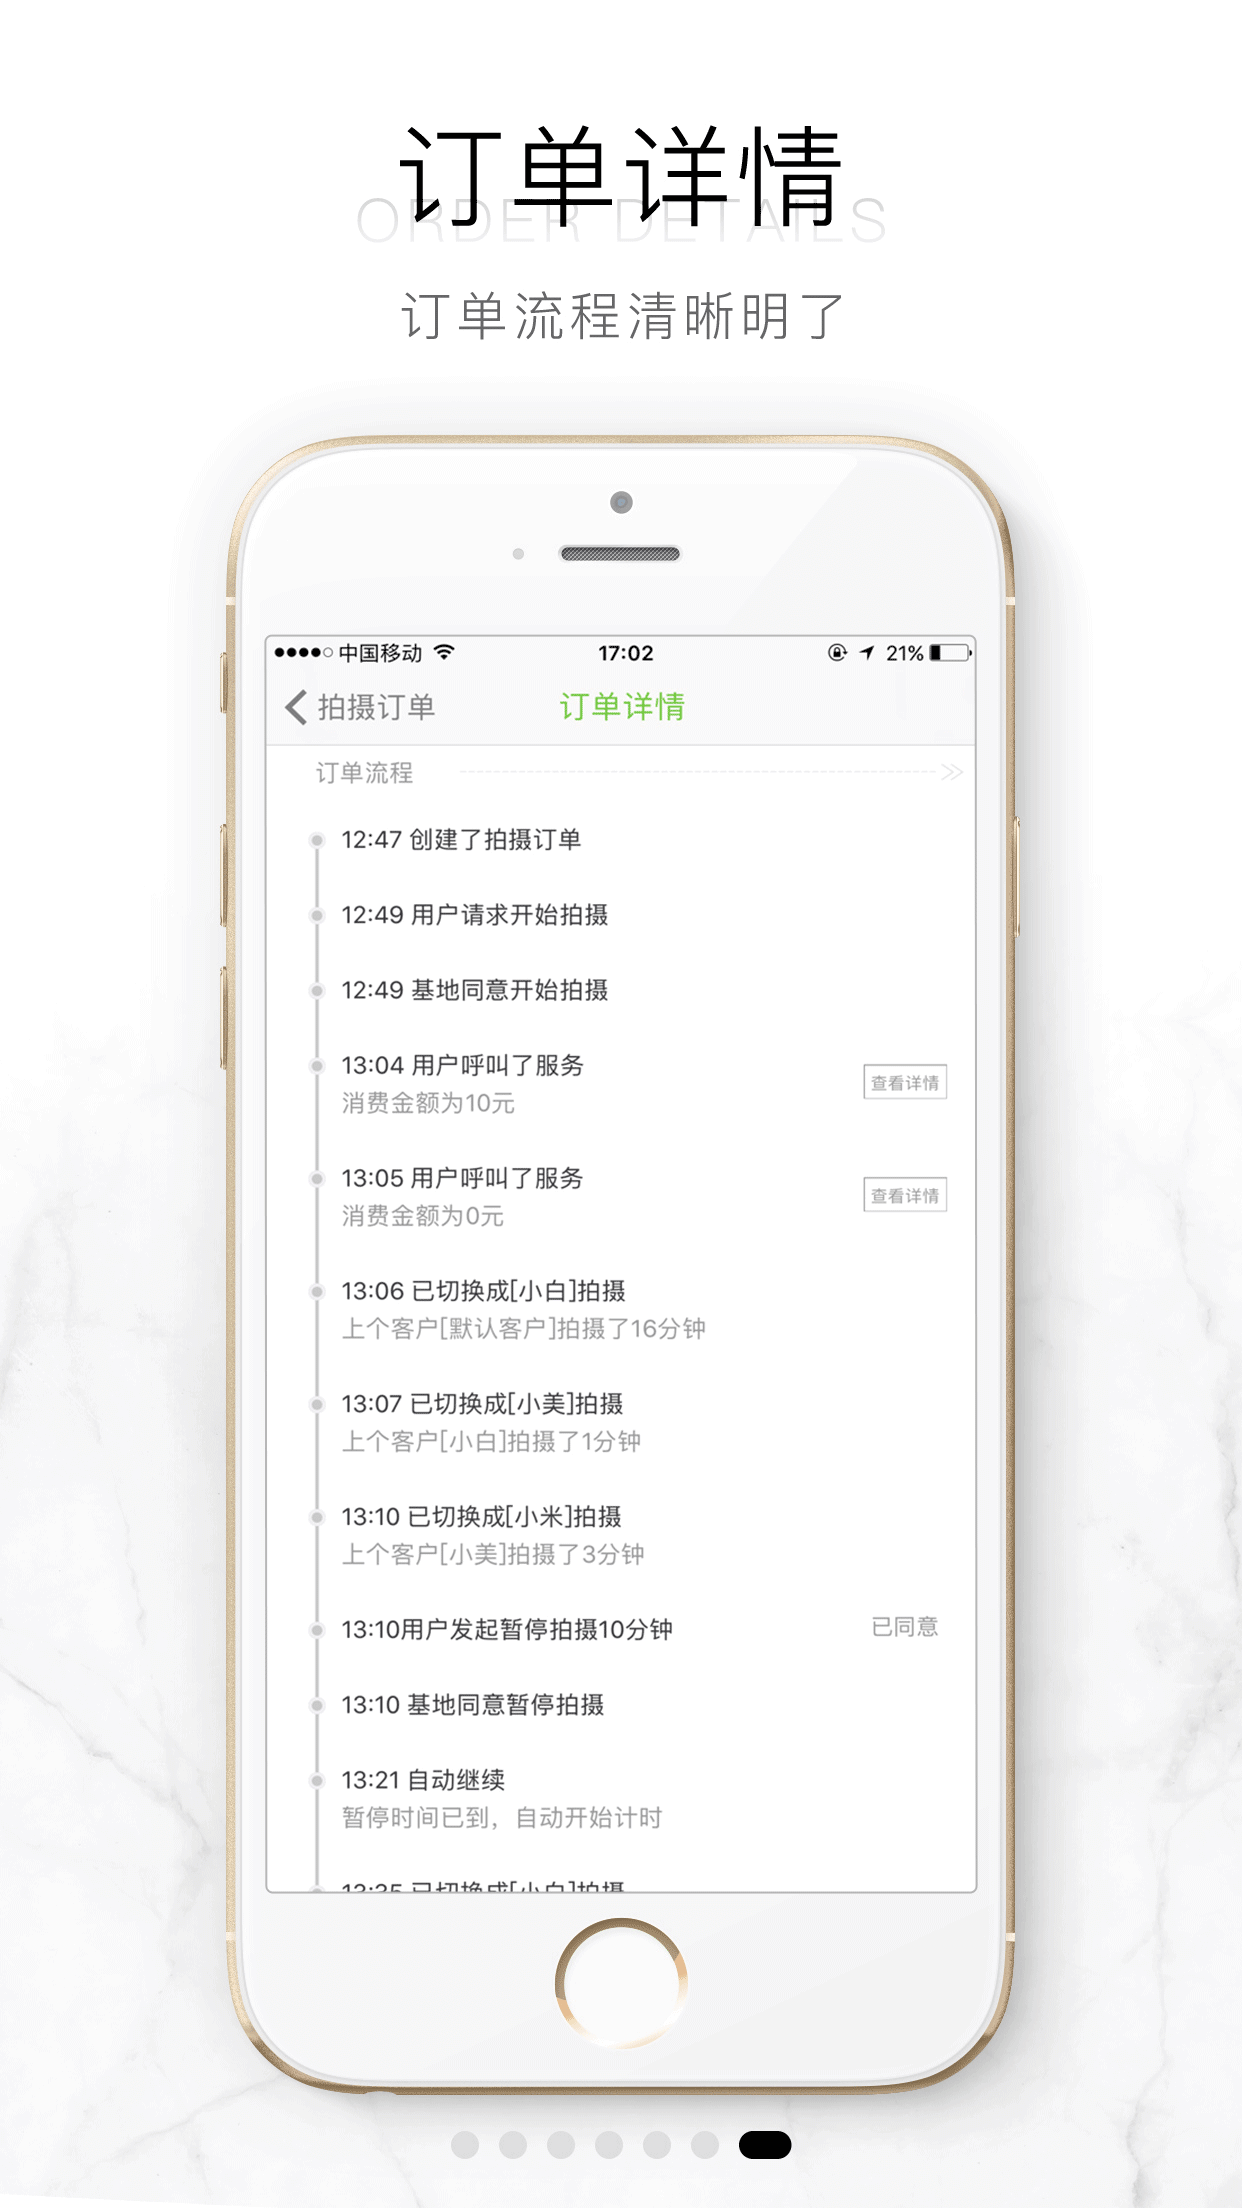 订单详情
ORDER DETAILS
订单流程清晰明了
中国移动 17:02 21%
拍摄订单 订单详情
订单流程
12:47 创建了拍摄订单
12:49 用户请求开始拍摄
12:49 基地同意开始拍摄
13:04 用户呼叫了服务
消费金额为10元
查看详情
13:05 用户呼叫了服务
消费金额为0元
查看详情
13:06 已切换成[小白]拍摄
上个客户[默认客户]拍摄了16分钟
13:07 已切换成[小美]拍摄
上个客户[小白]拍摄了1分钟
13:10 已切换成[小米]拍摄
上个客户[小美]拍摄了3分钟
13:10用户发起暂停拍摄10分钟 已同意
13:10 基地同意暂停拍摄
13:21 自动继续
暂停时间已到，自动开始计时
13:35 已切换成[小白]拍摄